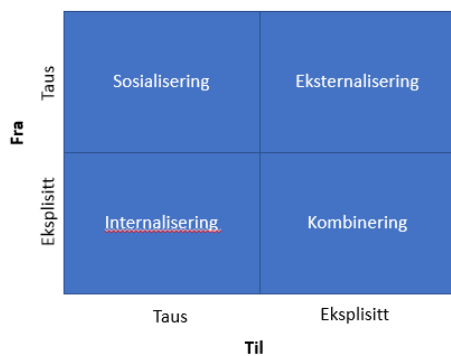 Taus
Sosialisering
Eksternalisering
Fra
Eksplisitt
Internalisering
Kombinering
Taus
Eksplisitt
Til